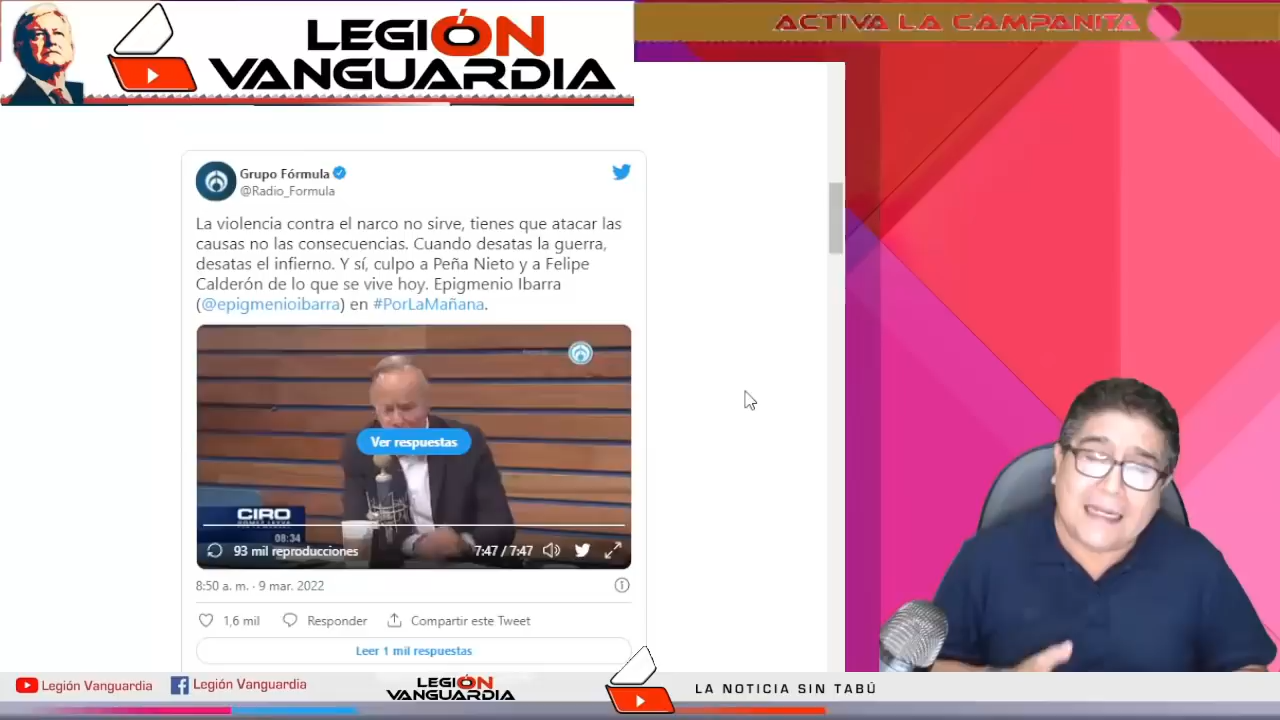 LEGIÓN
VANGUARDIA
ACTIVA LA CAMPANITA
Grupo Fórmula
@Radio_Formula
La violencia contra el narco no sirve, tienes que atacar las
causas no las consecuencias. Cuando desatas la guerra,
desatas el infierno. Y sí, culpo a Peña Nieto y a Felipe
Calderón de lo que se vive hoy. Epigmenio Ibarra
(@epigmenioibarra) en #PorLaMañana.
Ver respuestas
CIRO
08:34
93 mil reproducciones
7:47 / 7:47
8:50 a. m. · 9 mar. 2022
1,6 mil
Responder
Compartir este Tweet
Leer 1 mil respuestas
Legión Vanguardia
Legión Vanguardia
LEGIÓN
VANGUARDIA
LA NOTICIA SIN TABÚ